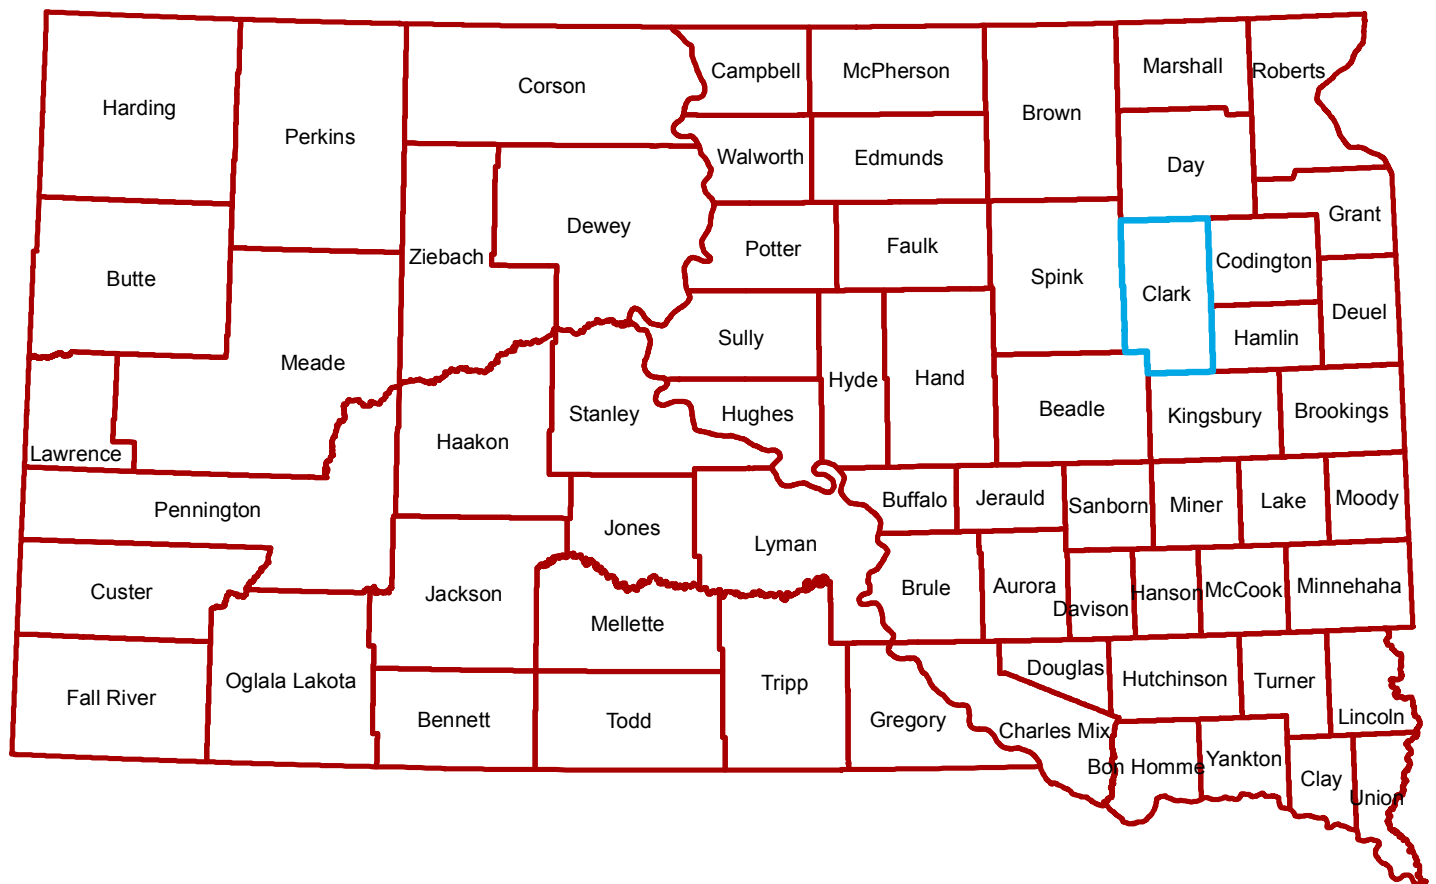 Harding
Perkins
Corson
Campbell
McPherson
Brown
Marshall
Roberts
Walworth
Edmunds
Day
Grant
Butte
Ziebach
Dewey
Potter
Faulk
Spink
Clark
Codington
Deuel
Hamlin
Meade
Sully
Hyde
Hand
Lawrence
Haakon
Stanley
Hughes
Beadle
Kingsbury
Brookings
Pennington
Jones
Lyman
Buffalo
Jerauld
Sanborn
Miner
Lake
Moody
Custer
Jackson
Mellette
Brule
Aurora
Davison
Hanson
McCook
Minnehaha
Fall River
Oglala Lakota
Bennett
Todd
Tripp
Gregory
Charles Mix
Douglas
Hutchinson
Turner
Lincoln
Bon Homme
Yankton
Clay
Union